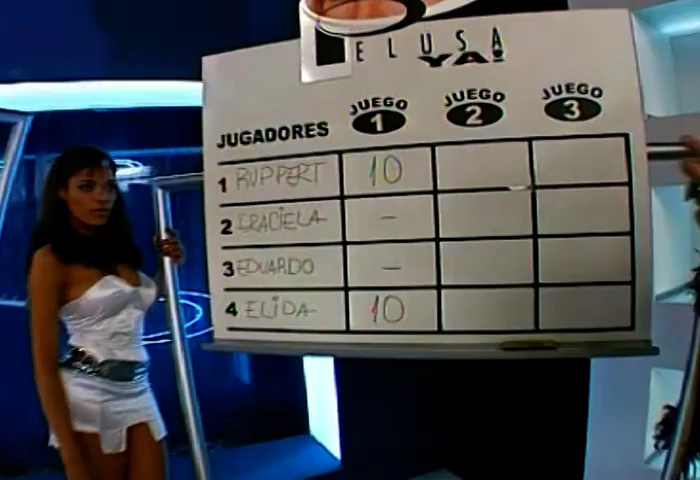 ELUSA
YA!
JUGADORES JUEGO 1 JUEGO 2 JUEGO 3
1 RUPPERT 10
2 GRACIELA -
3 EDUARDO -
4 ELIDA 10